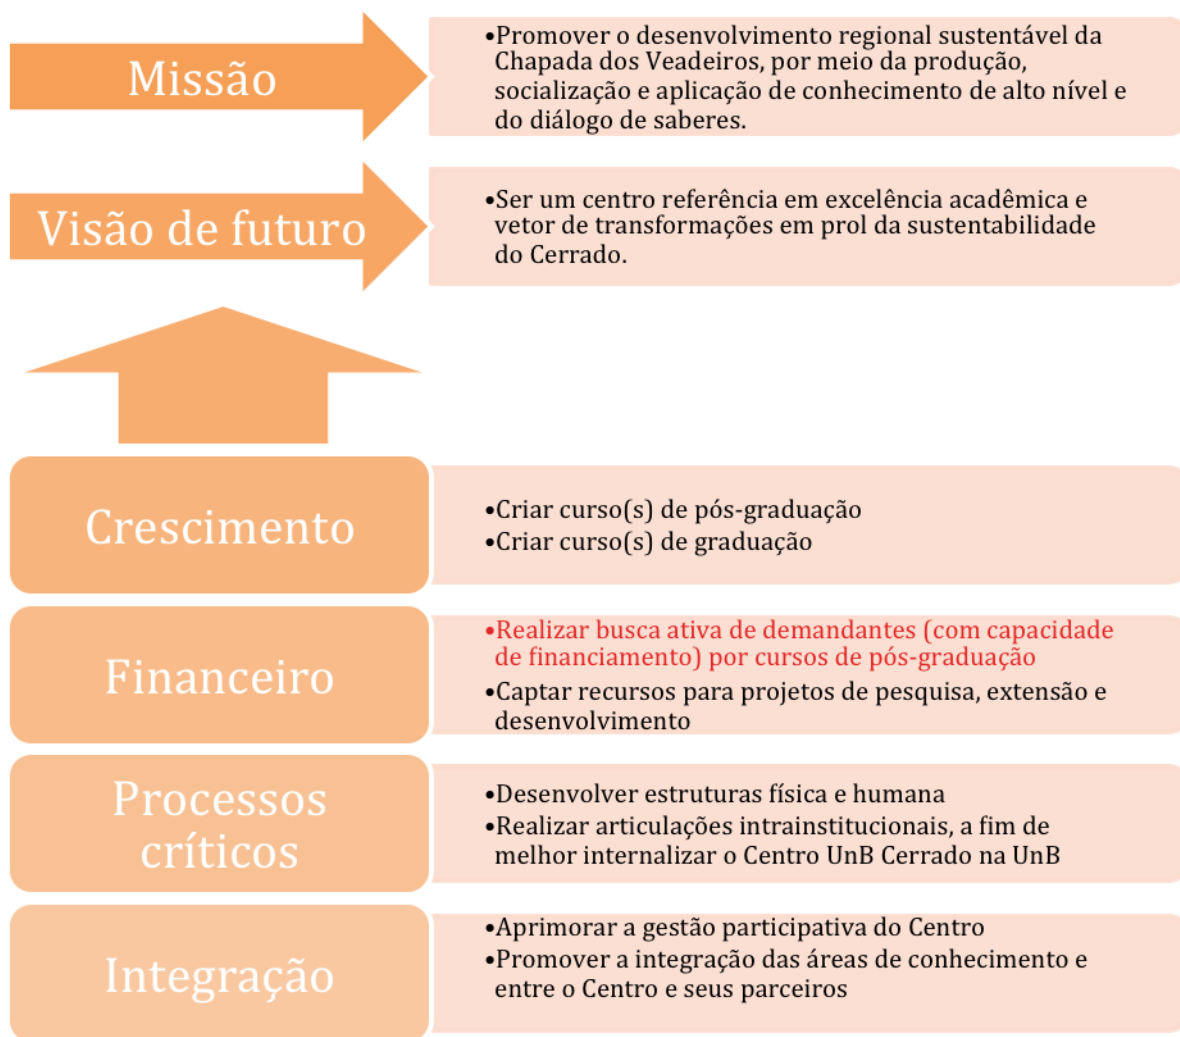 Missão
•Promover o desenvolvimento regional sustentável da
Chapada dos Veadeiros, por meio da produção,
socialização e aplicação de conhecimento de alto nível e
do diálogo de saberes.
Visão de futuro
•Ser um centro referência em excelência acadêmica e
vetor de transformações em prol da sustentabilidade
do Cerrado.
Crescimento
•Criar curso(s) de pós-graduação
•Criar curso(s) de graduação
Financeiro
•Realizar busca ativa de demandantes (com capacidade
de financiamento) por cursos de pós-graduação
•Captar recursos para projetos de pesquisa, extensão e
desenvolvimento
Processos
críticos
•Desenvolver estruturas física e humana
•Realizar articulações intrainstitucionais, a fim de
melhor internalizar o Centro UnB Cerrado na UnB
Integração
•Aprimorar a gestão participativa do Centro
•Promover a integração das áreas de conhecimento e
entre o Centro e seus parceiros